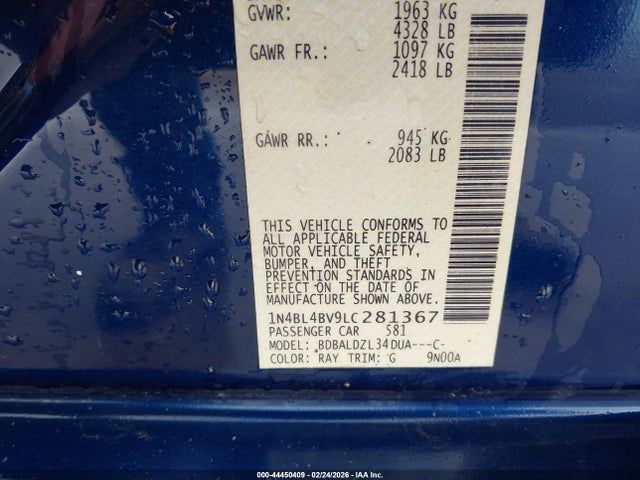 GVWR: 1963 KG
4328 LB
GAWR FR.: 1097 KG
2418 LB
GAWR RR.: 945 KG
2083 LB
THIS VEHICLE CONFORMS TO
ALL APPLICABLE FEDERAL
MOTOR VEHICLE SAFETY,
BUMPER AND THEFT
PREVENTION STANDARDS IN
EFFECT ON THE DATE OF
MANUFACTURE SHOWN ABOVE.
1N4BL4BV9LC281367
PASSENGER CAR 581
MODEL: BDBALDZL34DUA---C-
COLOR: RAY TRIM: G 9N00A
000-44450409 - 02/24/2026 - IAA Inc.